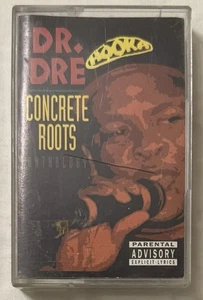 DR.
DRE
HOOKA
CONCRETE
ROOTS
ANTHOLOGY
PARENTAL
ADVISORY
EXPLICIT LYRICS